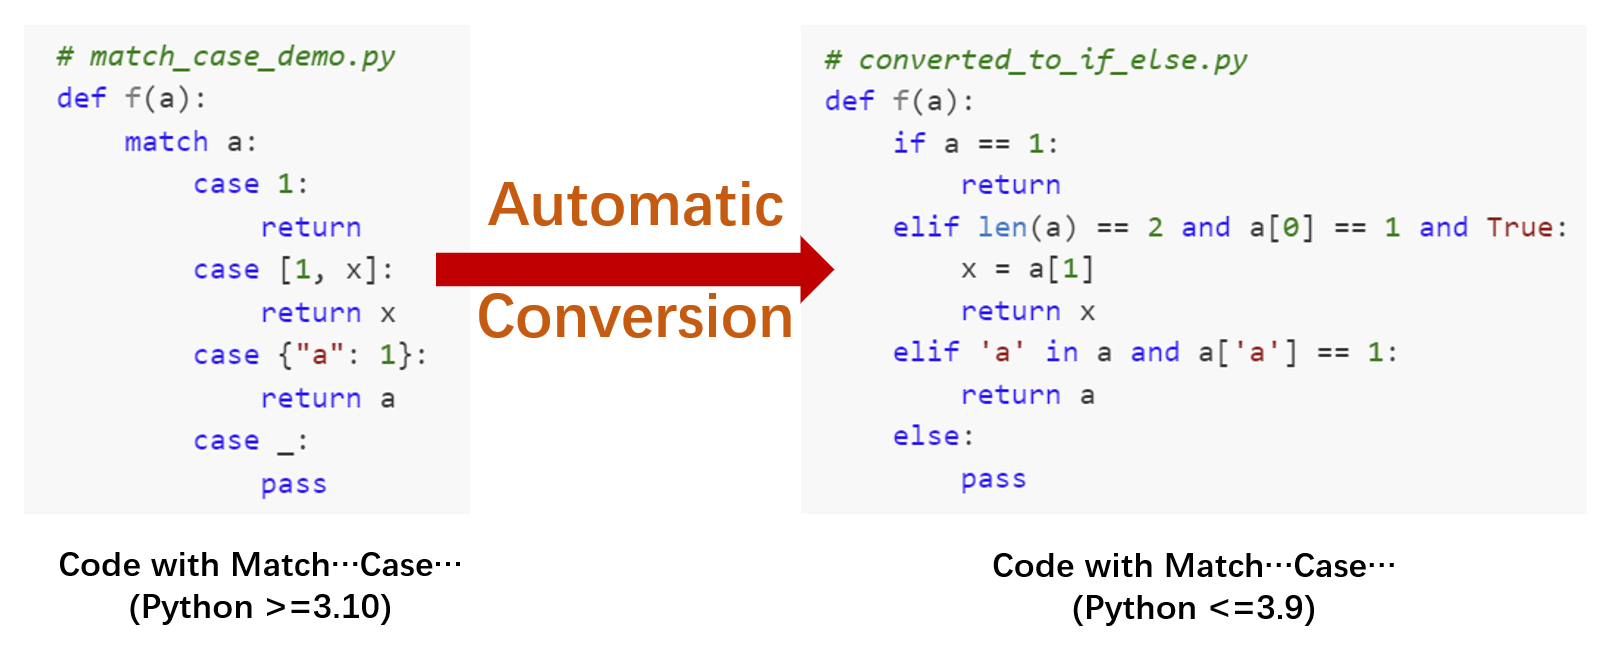 # match_case_demo.py
def f(a):
    match a:
        case 1:
            return
        case [1, x]:
            return x
        case {"a": 1}:
            return a
        case _:
            pass
Automatic
Conversion
# converted_to_if_else.py
def f(a):
    if a == 1:
        return
    elif len(a) == 2 and a[0] == 1 and True:
        x = a[1]
        return x
    elif 'a' in a and a['a'] == 1:
        return a
    else:
        pass
Code with Match⋯Case⋯
(Python >=3.10)
Code with Match⋯Case⋯
(Python <=3.9)